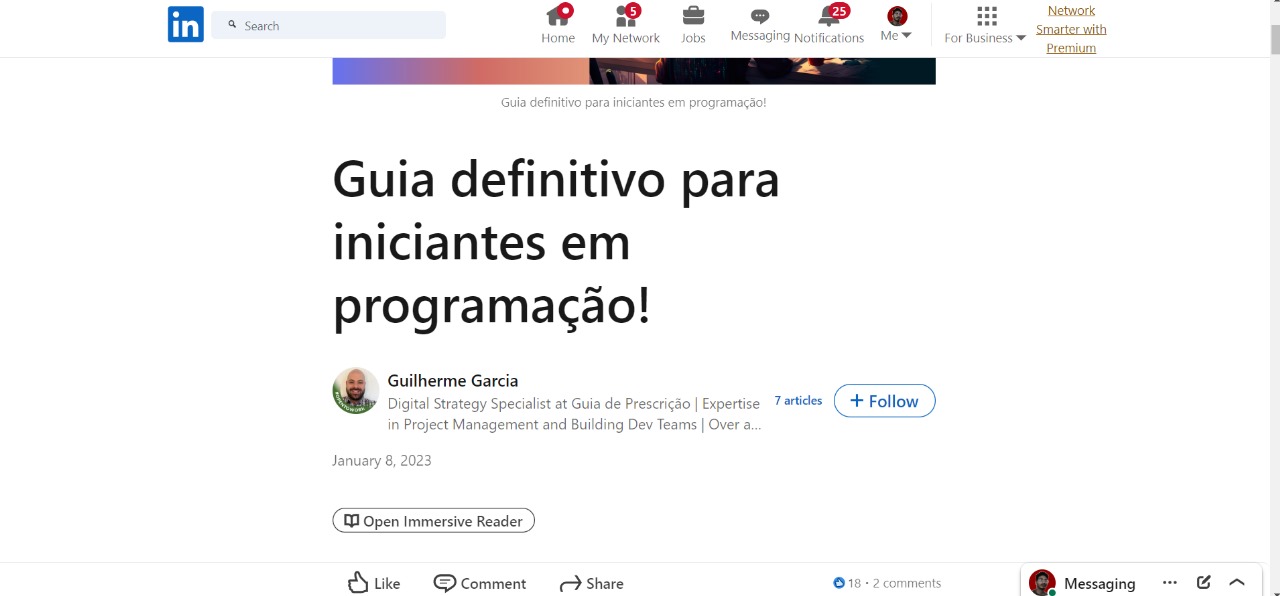 in
Search
Home
5
My Network
Jobs
Messaging
25
Notifications
Me
For Business
Network
Smarter with
Premium
Guia definitivo para iniciantes em programação!
Guia definitivo para
iniciantes em
programação!
Guilherme Garcia
Digital Strategy Specialist at Guia de Prescrição | Expertise
in Project Management and Building Dev Teams | Over a...
7 articles
+ Follow
January 8, 2023
Open Immersive Reader
Like
Comment
Share
18 · 2 comments
Messaging